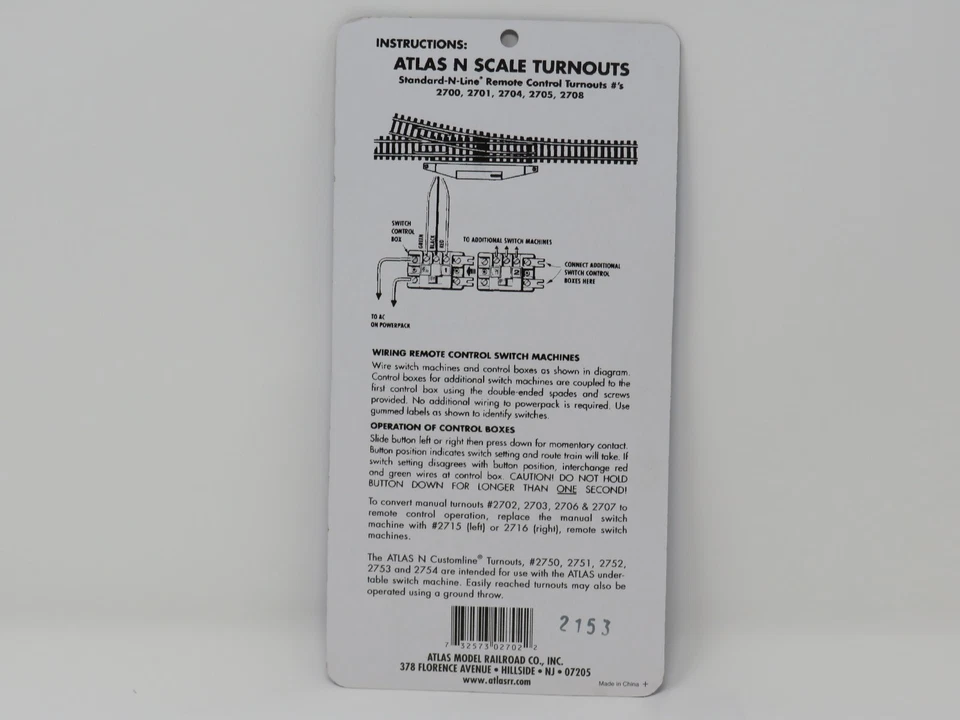 INSTRUCTIONS:
ATLAS N SCALE TURNOUTS
Standard-N-Line® Remote Control Turnouts #'s
2700, 2701, 2704, 2705, 2708
SWITCH
CONTROL
BOX
GREEN
BLACK
RED
TO ADDITIONAL SWITCH MACHINES
1
2
CONNECT ADDITIONAL
SWITCH CONTROL
BOXES HERE
TO AC
ON POWERPACK
WIRING REMOTE CONTROL SWITCH MACHINES
Wire switch machines and control boxes as shown in diagram.
Control boxes for additional switch machines are coupled to the
first control box using the double-ended spades and screws
provided. No additional wiring to powerpack is required. Use
gummed labels as shown to identify switches.
OPERATION OF CONTROL BOXES
Slide button left or right then press down for momentary contact.
Button position indicates switch setting and route train will take. If
switch setting disagrees with button position, interchange red
and green wires at control box. CAUTION! DO NOT HOLD
BUTTON DOWN FOR LONGER THAN ONE SECOND!
To convert manual turnouts #2702, 2703, 2706 & 2707 to
remote control operation, replace the manual switch
machine with #2715 (left) or 2716 (right), remote switch
machines.
The ATLAS N Customline® Turnouts, #2750, 2751, 2752,
2753 and 2754 are intended for use with the ATLAS under-
table switch machine. Easily reached turnouts may also be
operated using a ground throw.
2153
7 32573 02702 2
ATLAS MODEL RAILROAD CO., INC.
378 FLORENCE AVENUE • HILLSIDE • NJ • 07205
www.atlasrr.com
Made in China +